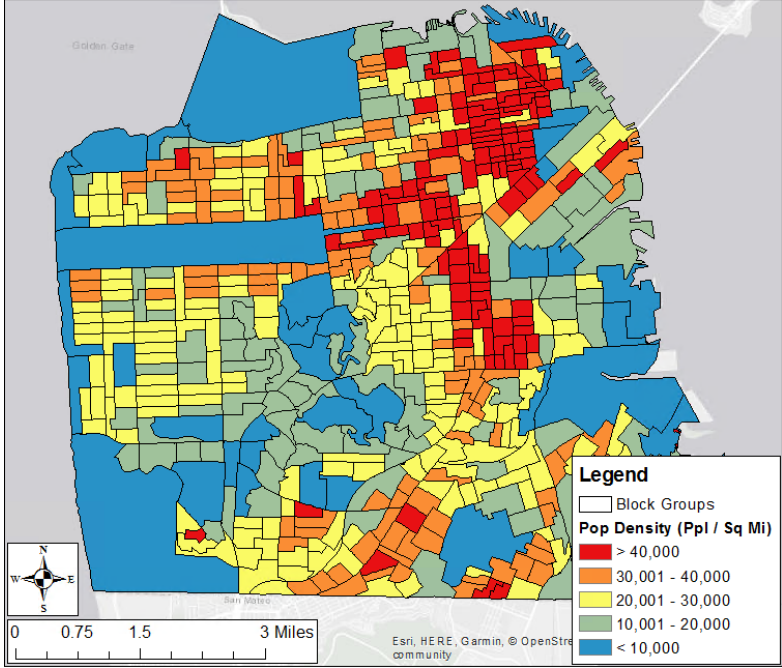 Golden Gate
San Mateo
N
W E
S
0 0.75 1.5 3 Miles
Esri, HERE, Garmin, © OpenStre
community
Legend
Block Groups
Pop Density (Ppl / Sq Mi)
> 40,000
30,001 - 40,000
20,001 - 30,000
10,001 - 20,000
< 10,000